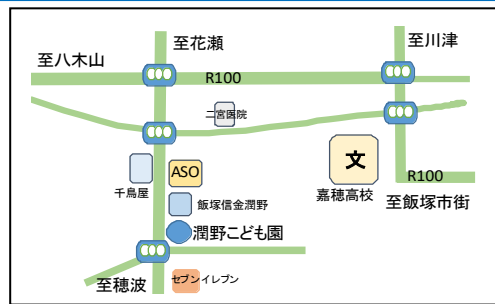 至花瀬
至川津
至八木山
R100
二宮医院
ASO
文
千鳥屋
飯塚信金潤野
嘉穂高校
R100
至飯塚市街
潤野こども園
至穂波
セブンイレブン